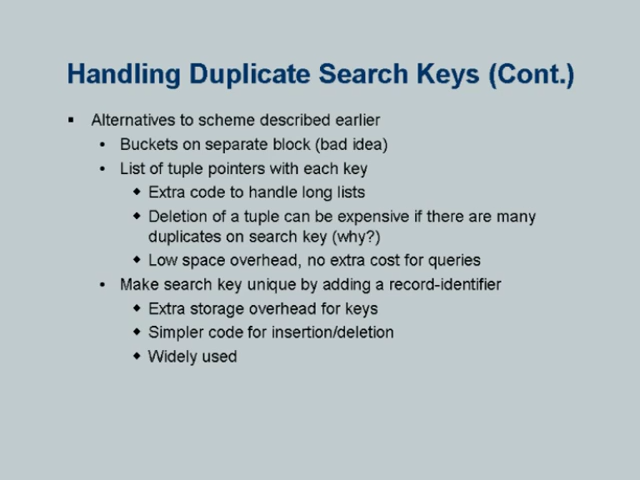 Handling Duplicate Search Keys (Cont.)
▪ Alternatives to scheme described earlier
• Buckets on separate block (bad idea)
• List of tuple pointers with each key
◆ Extra code to handle long lists
◆ Deletion of a tuple can be expensive if there are many
duplicates on search key (why?)
◆ Low space overhead, no extra cost for queries
• Make search key unique by adding a record-identifier
◆ Extra storage overhead for keys
◆ Simpler code for insertion/deletion
◆ Widely used